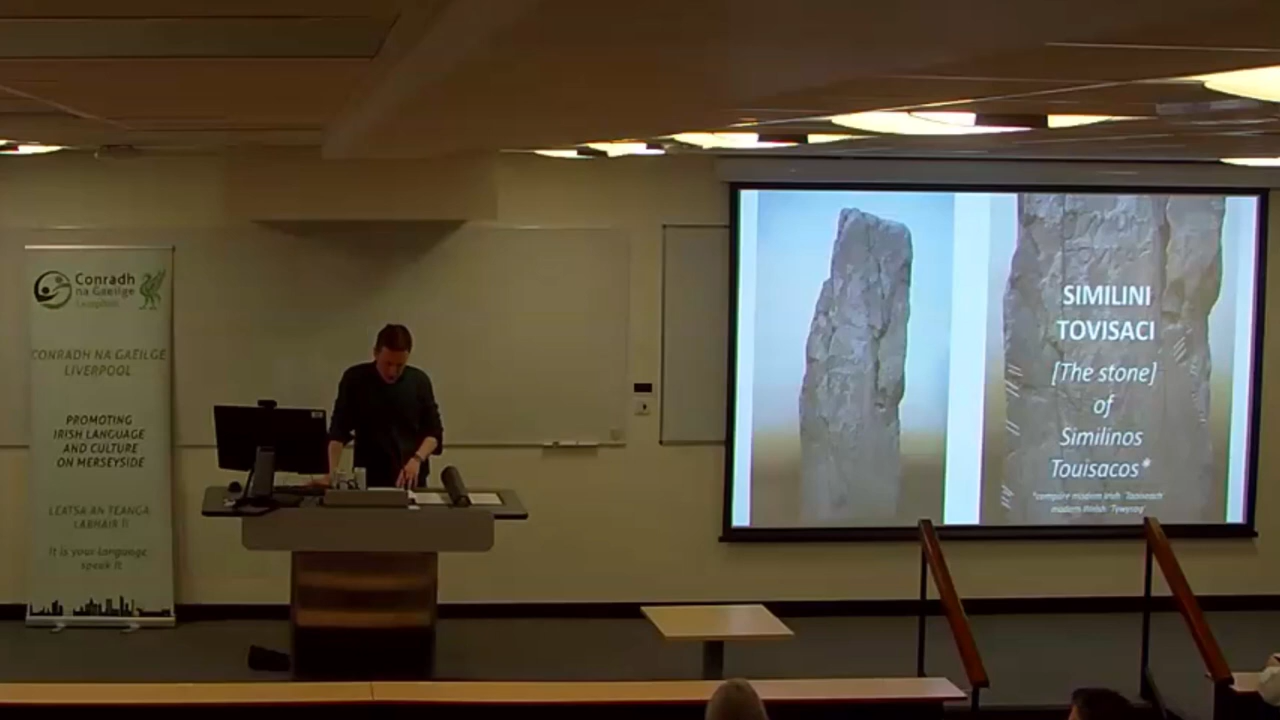 Conradh
na Gaeilge
CONRADH NA GAEILGE
LIVERPOOL
PROMOTING
IRISH LANGUAGE
AND CULTURE
ON MERSEYSIDE
LEATSA AN TEANGA
LABHAIR Í
It is your language
speak it
SIMILINI
TOVISACI
[The stone]
of
Similinos
Touisacos*
*compare modern Irish 'Taoiseach'
modern Welsh 'Tywysog'